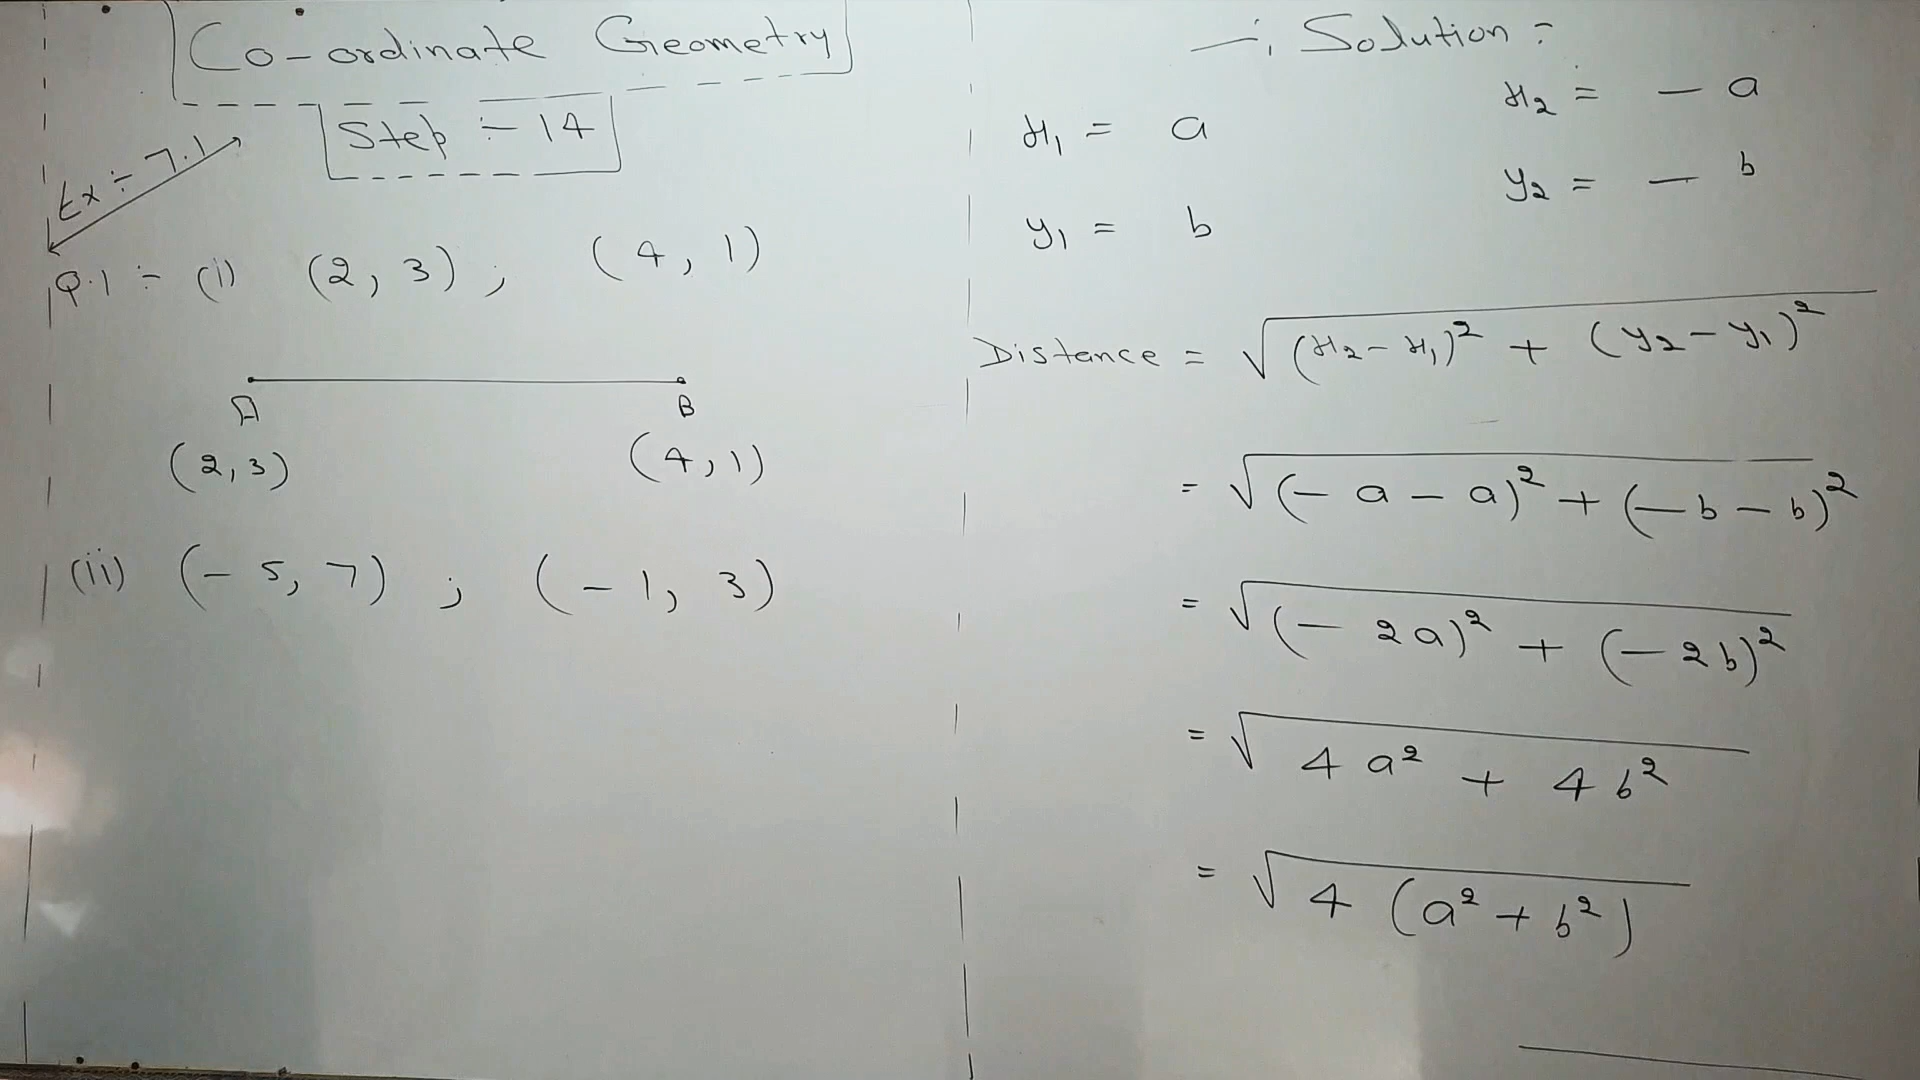 Co-ordinate Geometry
Step :- 14
Ex :- 7.1
Q.1 :- (i) (2, 3) ; (4, 1)
A B
(2, 3) (4, 1)
(ii) (- 5, 7) ; (- 1, 3)
—: Solution :
x₁ = a x₂ = - a
y₁ = b y₂ = - b
Distance = √(x₂ - x₁)² + (y₂ - y₁)²
= √(- a - a)² + (- b - b)²
= √(- 2a)² + (- 2b)²
= √4a² + 4b²
= √4 (a² + b²)